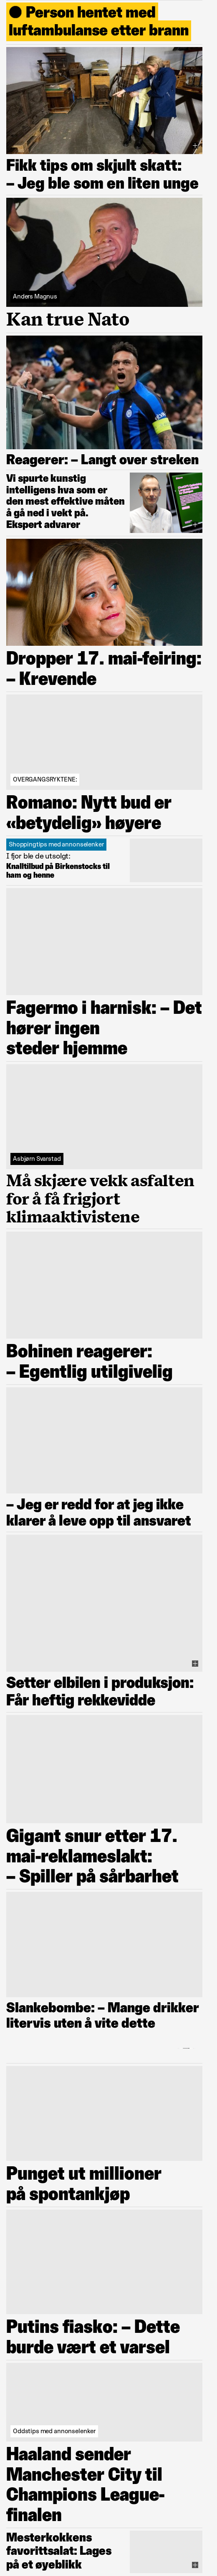 ● Person hentet med
luftambulanse etter brann
Fikk tips om skjult skatt:
– Jeg ble som en liten unge
Anders Magnus
Kan true Nato
Reagerer: – Langt over streken
Vi spurte kunstig
intelligens hva som er
den mest effektive måten
å gå ned i vekt på.
Ekspert advarer
Dropper 17. mai-feiring:
– Krevende
OVERGANGSRYKTENE:
Romano: Nytt bud er
«betydelig» høyere
Shoppingtips med annonselenker
I fjor ble de utsolgt:
Knalltilbud på Birkenstocks til
ham og henne
Fagermo i harnisk: – Det
hører ingen
steder hjemme
Asbjørn Svarstad
Må skjære vekk asfalten
for å få frigjort
klimaaktivistene
Bohinen reagerer:
– Egentlig utilgivelig
– Jeg er redd for at jeg ikke
klarer å leve opp til ansvaret
Setter elbilen i produksjon:
Får heftig rekkevidde
Gigant snur etter 17.
mai-reklameslakt:
– Spiller på sårbarhet
Slankebombe: – Mange drikker
litervis uten å vite dette
Punget ut millioner
på spontankjøp
Putins fiasko: – Dette
burde vært et varsel
Oddstips med annonselenker
Haaland sender
Manchester City til
Champions League-
finalen
Mesterkokkens
favorittsalat: Lages
på et øyeblikk